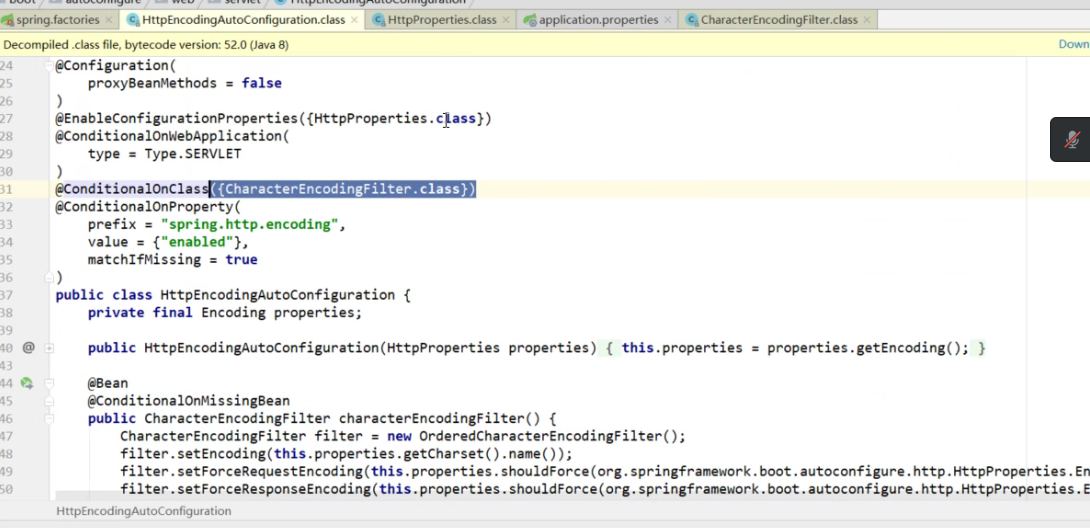 boot autoconfigure web servlet HttpEncodingAutoConfiguration
spring.factories × HttpEncodingAutoConfiguration.class × HttpProperties.class × application.properties × CharacterEncodingFilter.class ×
Decompiled .class file, bytecode version: 52.0 (Java 8) Down
24 @Configuration(
25 proxyBeanMethods = false
26 )
27 @EnableConfigurationProperties({HttpProperties.class})
28 @ConditionalOnWebApplication(
29 type = Type.SERVLET
30 )
31 @ConditionalOnClass({CharacterEncodingFilter.class})
32 @ConditionalOnProperty(
33 prefix = "spring.http.encoding",
34 value = {"enabled"},
35 matchIfMissing = true
36 )
37 public class HttpEncodingAutoConfiguration {
38 private final Encoding properties;
39
40 @ public HttpEncodingAutoConfiguration(HttpProperties properties) { this.properties = properties.getEncoding(); }
43
44 @Bean
45 @ConditionalOnMissingBean
46 public CharacterEncodingFilter characterEncodingFilter() {
47 CharacterEncodingFilter filter = new OrderedCharacterEncodingFilter();
48 filter.setEncoding(this.properties.getCharset().name());
49 filter.setForceRequestEncoding(this.properties.shouldForce(org.springframework.boot.autoconfigure.http.HttpProperties.En
50 filter.setForceResponseEncoding(this.properties.shouldForce(org.springframework.boot.autoconfigure.http.HttpProperties.E
HttpEncodingAutoConfiguration